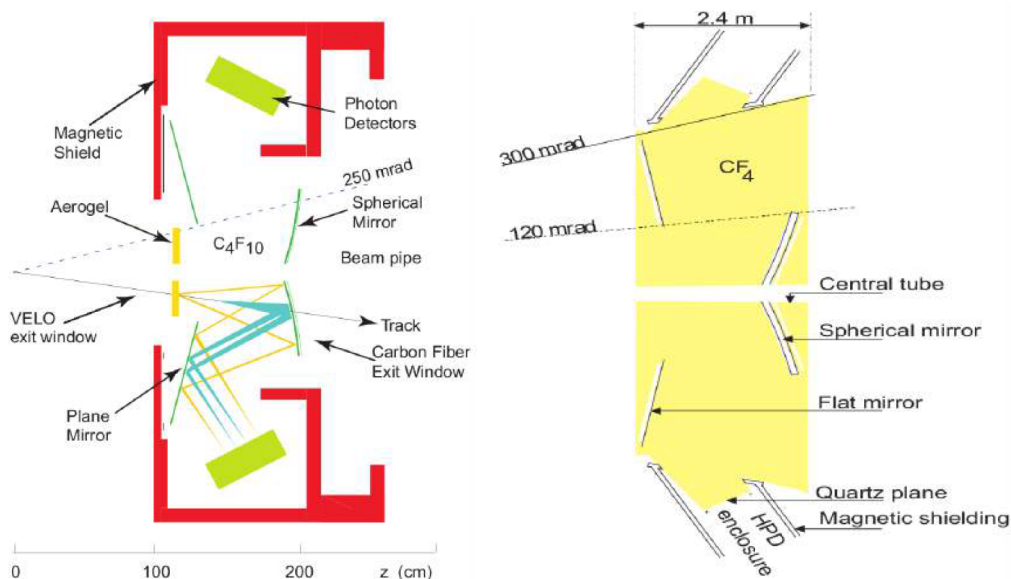 Magnetic
Shield
Photon
Detectors
250 mrad
Aerogel
C4F10
Spherical
Mirror
Beam pipe
VELO
exit window
Track
Carbon Fiber
Exit Window
Plane
Mirror
0
100
200
z (cm)
2.4 m
300 mrad
CF4
120 mrad
Central tube
Spherical mirror
Flat mirror
Quartz plane
Magnetic shielding
HPD
enclosure